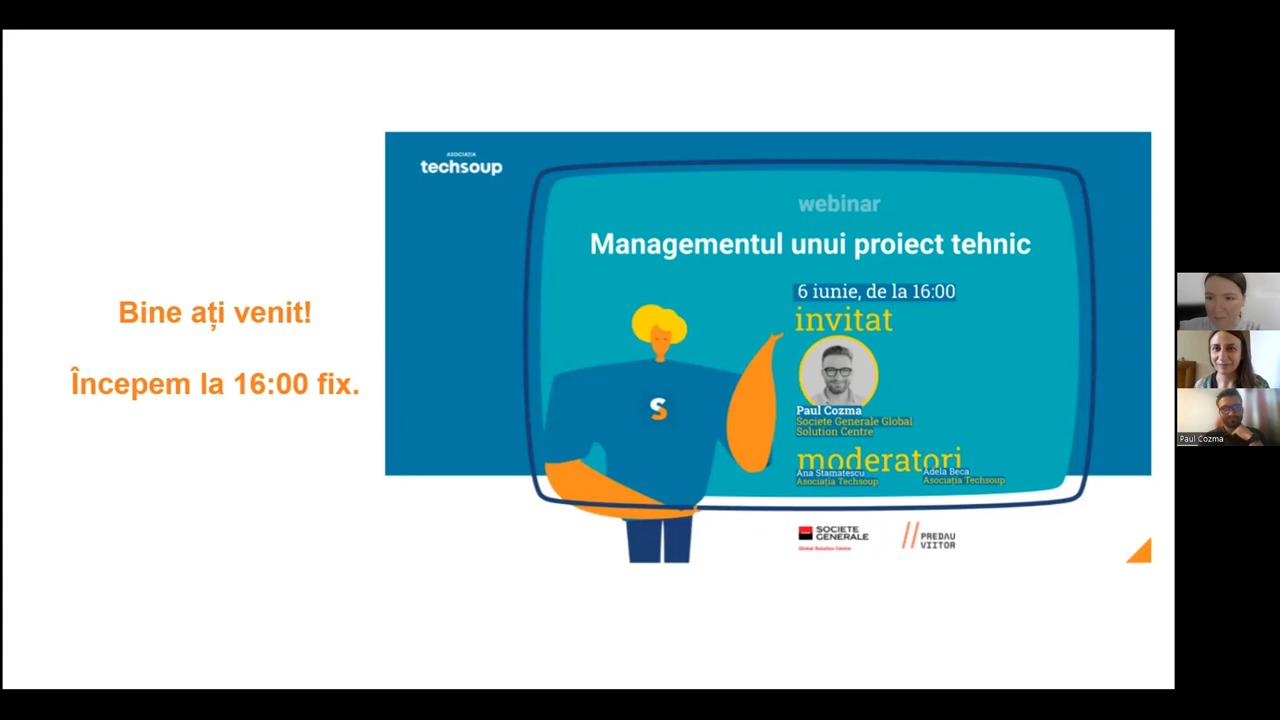 Bine ați venit!
Începem la 16:00 fix.
ASOCIAȚIA
techsoup
webinar
Managementul unui proiect tehnic
6 iunie, de la 16:00
invitat
Paul Cozma
Societe Generale Global
Solution Centre
moderatori
Ana Stamatescu
Asociația Techsoup
Adela Beca
Asociația Techsoup
S
SOCIETE
GENERALE
Global Solution Centre
PREDAU
VIITOR
Paul Cozma